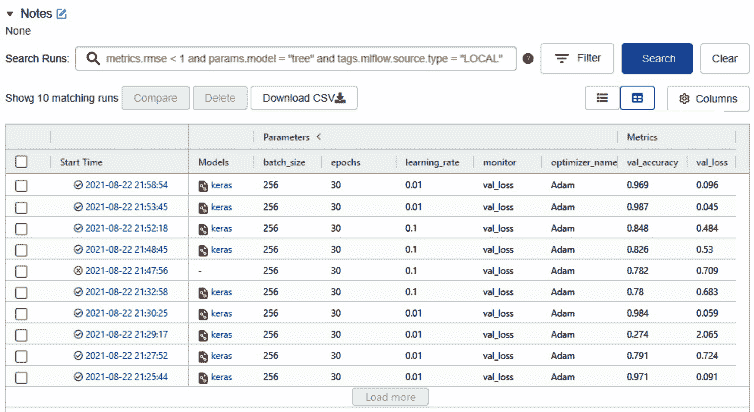 Notes
None
Search Runs: metrics.rmse < 1 and params.model = "tree" and tags.mlflow.source.type = "LOCAL" ? Filter Search Clear
Showing 10 matching runs Compare Delete Download CSV Columns
Parameters < Metrics
Start Time Models batch_size epochs learning_rate monitor optimizer_name val_accuracy val_loss
2021-08-22 21:58:54 keras 256 30 0.01 val_loss Adam 0.969 0.096
2021-08-22 21:53:45 keras 256 30 0.01 val_loss Adam 0.987 0.045
2021-08-22 21:52:18 keras 256 30 0.1 val_loss Adam 0.848 0.484
2021-08-22 21:48:45 keras 256 30 0.1 val_loss Adam 0.826 0.53
2021-08-22 21:47:56 - 256 30 0.1 val_loss Adam 0.782 0.709
2021-08-22 21:32:58 keras 256 30 0.1 val_loss Adam 0.78 0.683
2021-08-22 21:30:25 keras 256 30 0.01 val_loss Adam 0.984 0.059
2021-08-22 21:29:17 keras 256 30 0.01 val_loss Adam 0.274 2.065
2021-08-22 21:27:52 keras 256 30 0.01 val_loss Adam 0.791 0.724
2021-08-22 21:25:44 keras 256 30 0.01 val_loss Adam 0.971 0.091
Load more